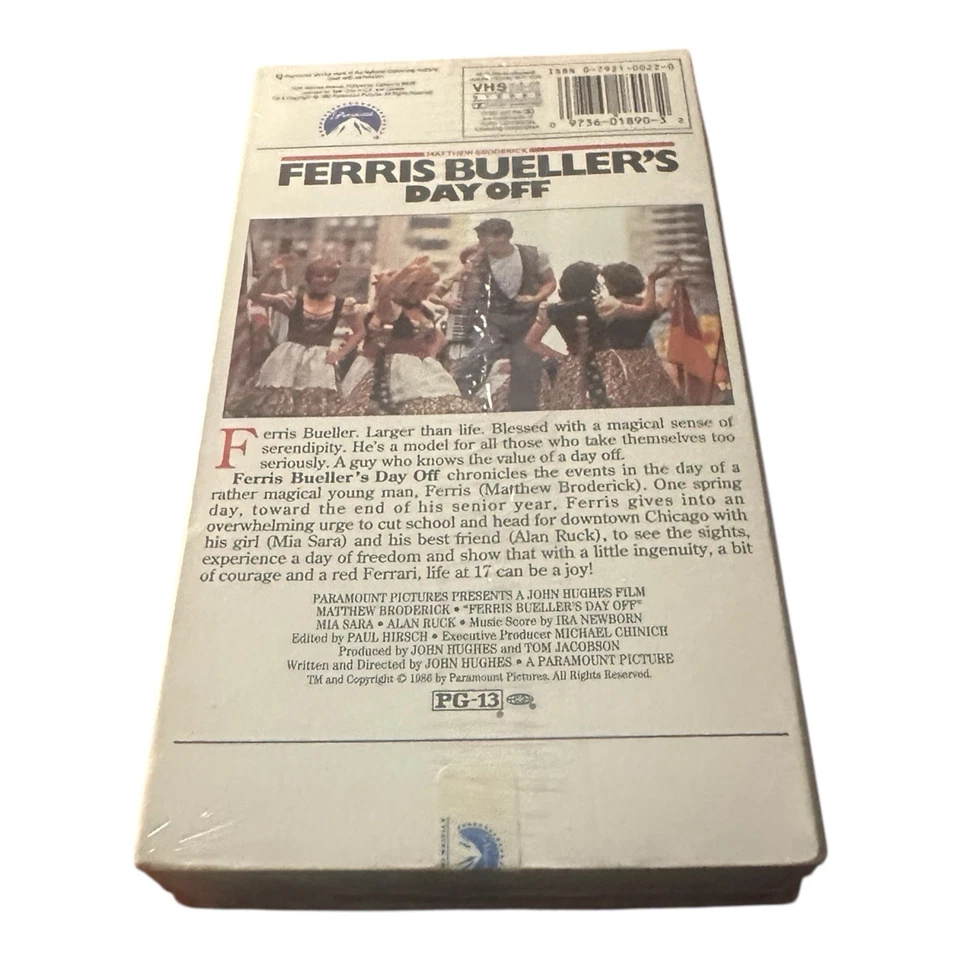 ISBN 0-7921-0022-0
VHS
0 9736-01890-3 2
Paramount
MATTHEW BRODERICK
FERRIS BUELLER'S
DAY OFF
Ferris Bueller. Larger than life. Blessed with a magical sense of
serendipity. He's a model for all those who take themselves too
seriously. A guy who knows the value of a day off.
Ferris Bueller's Day Off chronicles the events in the day of a
rather magical young man, Ferris (Matthew Broderick). One spring
day, toward the end of his senior year, Ferris gives into an
overwhelming urge to cut school and head for downtown Chicago with
his girl (Mia Sara) and his best friend (Alan Ruck), to see the sights,
experience a day of freedom and show that with a little ingenuity, a bit
of courage and a red Ferrari, life at 17 can be a joy!
PARAMOUNT PICTURES PRESENTS A JOHN HUGHES FILM
MATTHEW BRODERICK • "FERRIS BUELLER'S DAY OFF"
MIA SARA • ALAN RUCK • Music Score by IRA NEWBORN
Edited by PAUL HIRSCH • Executive Producer MICHAEL CHINICH
Produced by JOHN HUGHES and TOM JACOBSON
Written and Directed by JOHN HUGHES • A PARAMOUNT PICTURE
TM and Copyright © 1986 by Paramount Pictures. All Rights Reserved.
PG-13